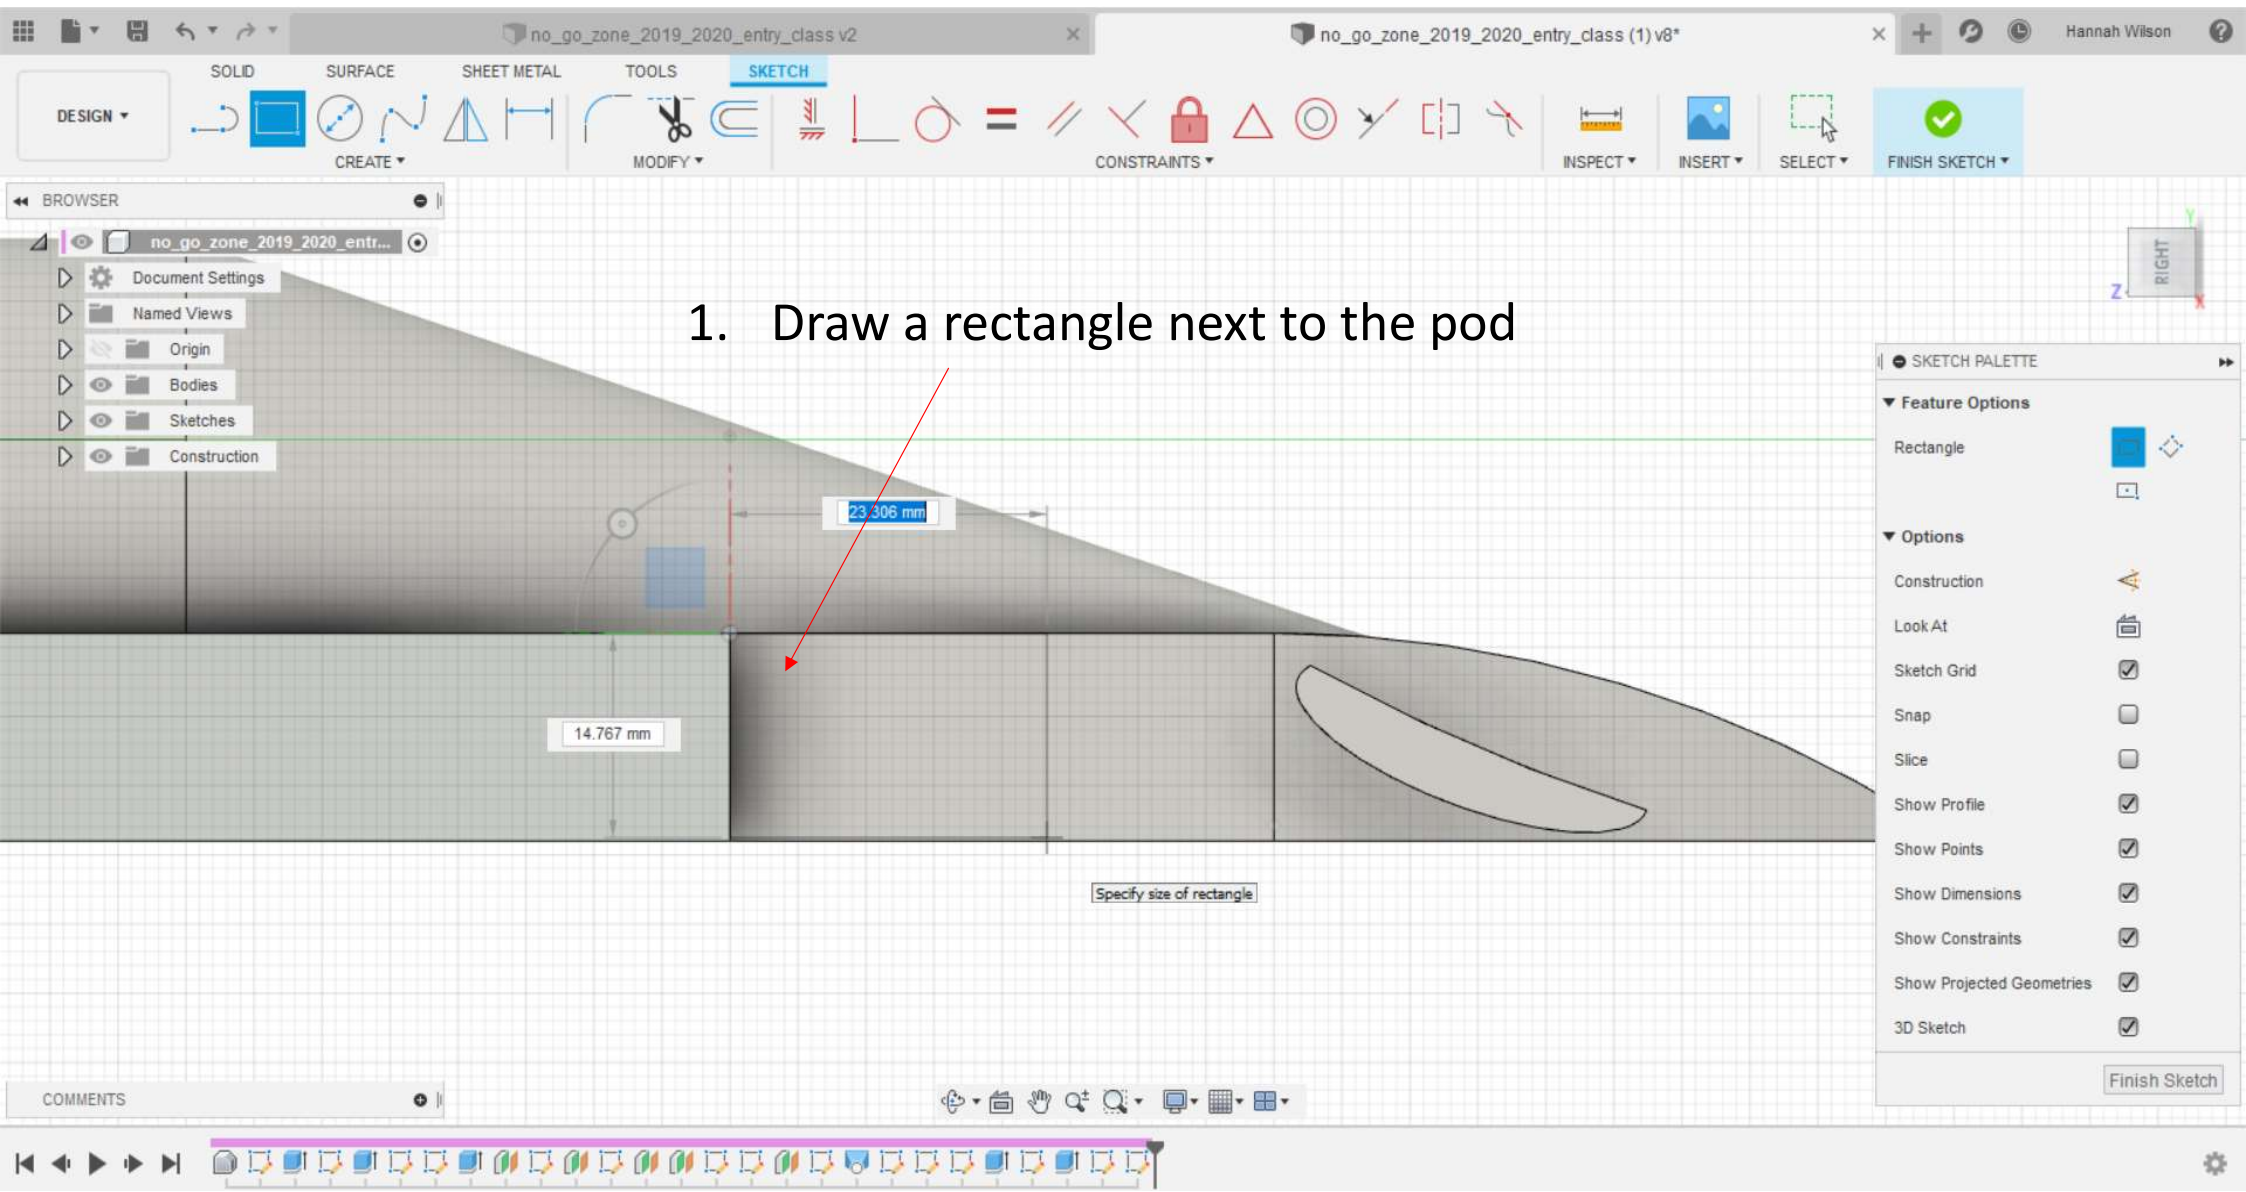 no_go_zone_2019_2020_entry_class v2
no_go_zone_2019_2020_entry_class (1) v8*
Hannah Wilson
SOLID SURFACE SHEET METAL TOOLS SKETCH
DESIGN
CREATE MODIFY CONSTRAINTS INSPECT INSERT SELECT FINISH SKETCH
BROWSER
no_go_zone_2019_2020_entr...
Document Settings
Named Views
Origin
Bodies
Sketches
Construction
1. Draw a rectangle next to the pod
23.306 mm
14.767 mm
Specify size of rectangle
Y
RIGHT
Z
X
SKETCH PALETTE
Feature Options
Rectangle
Options
Construction
Look At
Sketch Grid
Snap
Slice
Show Profile
Show Points
Show Dimensions
Show Constraints
Show Projected Geometries
3D Sketch
Finish Sketch
COMMENTS